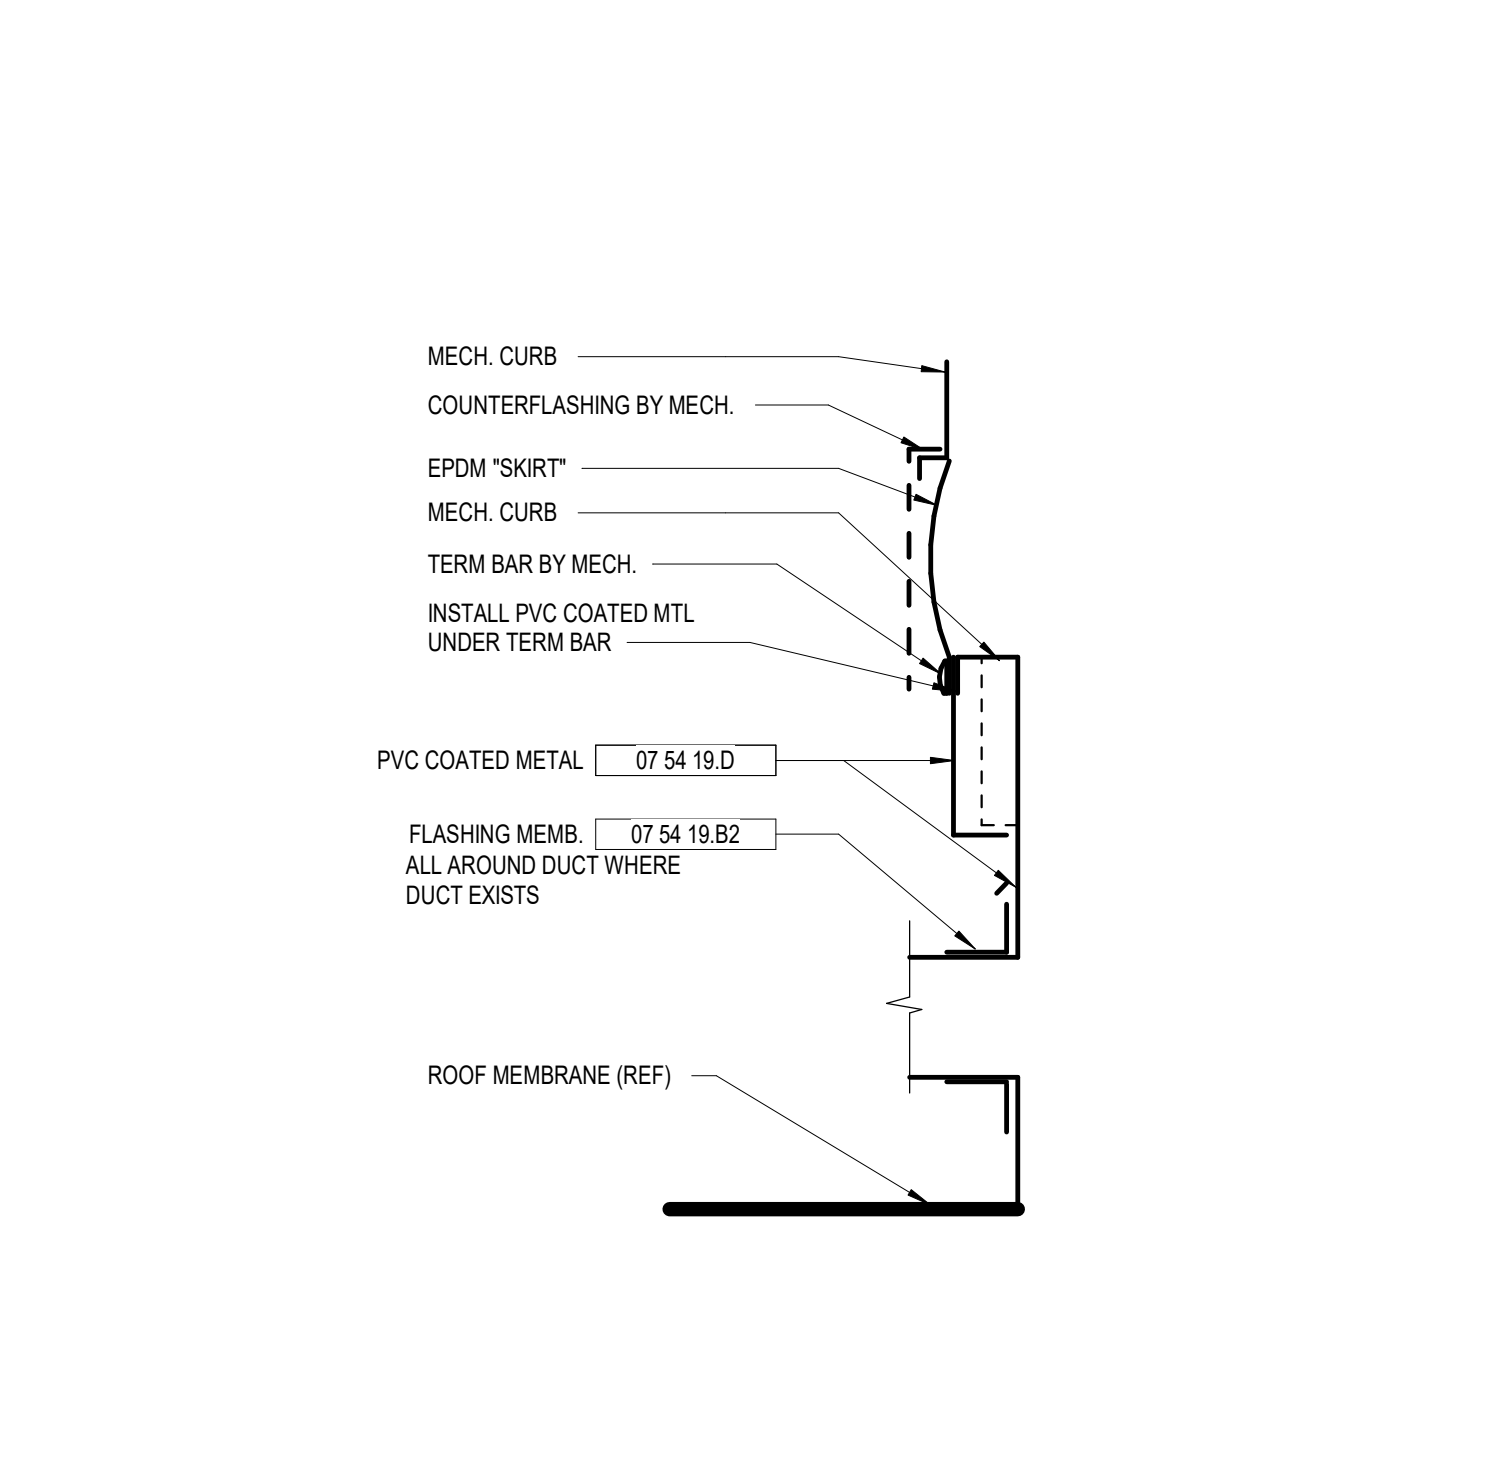 MECH. CURB
COUNTERFLASHING BY MECH.
EPDM "SKIRT"
MECH. CURB
TERM BAR BY MECH.
INSTALL PVC COATED MTL
UNDER TERM BAR
PVC COATED METAL 07 54 19.D
FLASHING MEMB. 07 54 19.B2
ALL AROUND DUCT WHERE
DUCT EXISTS
ROOF MEMBRANE (REF)